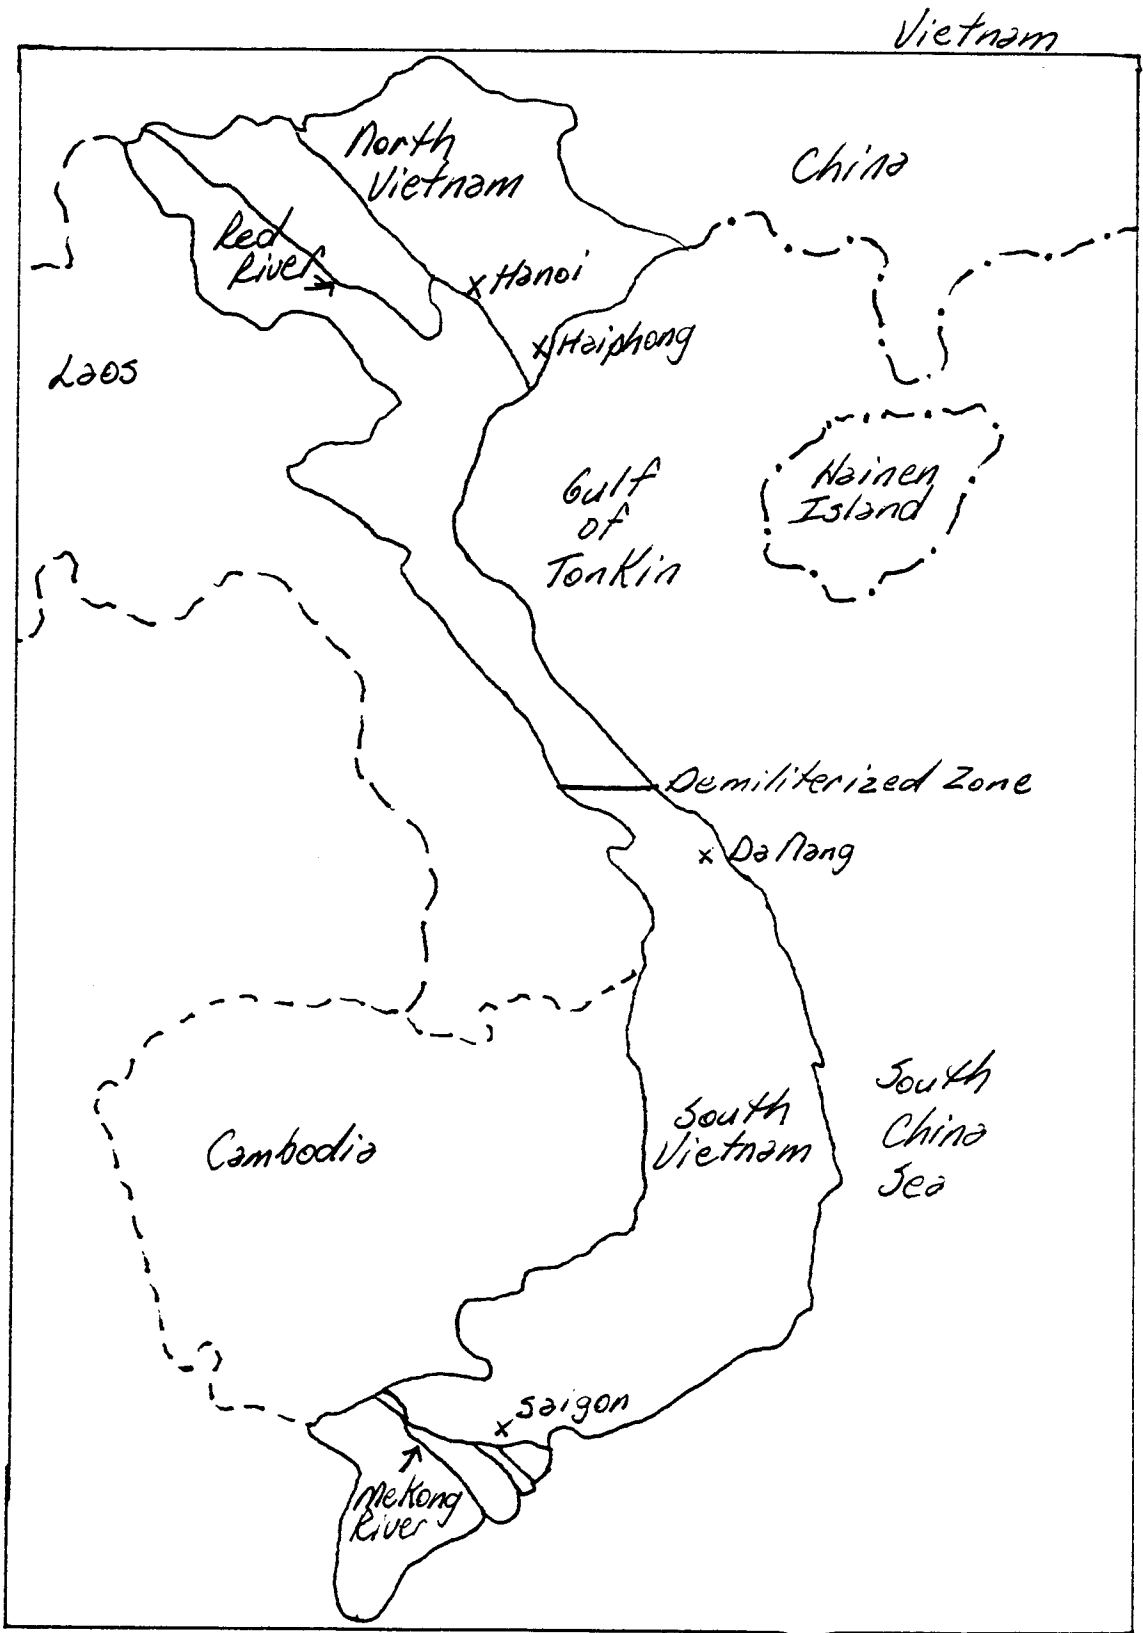 Vietnam
North
Vietnam
China
Red
River
Hanoi
Haiphong
Laos
Gulf
of
Tonkin
Hainen
Island
Demiliterized Zone
Da Nang
South
China
Sea
South
Vietnam
Cambodia
Saigon
Mekong
River